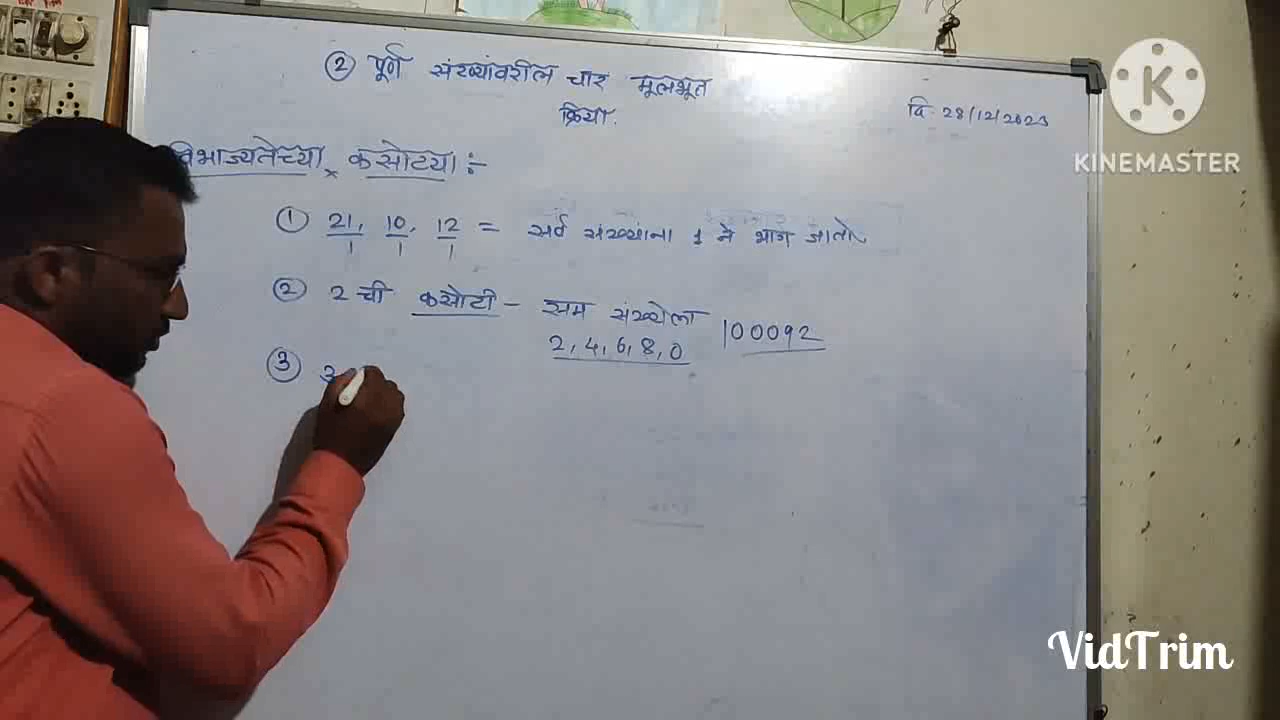 ② पूर्ण संख्यांवरील चार मूलभूत
क्रिया.
दि. 28/12/2023
KINEMASTER
विभाज्यतेच्या कसोट्या :-
① 21/1, 10/1, 12/1 = सर्व संख्यांना 1 ने भाग जातो.
② 2 ची कसोटी - सम संख्येला
2, 4, 6, 8, 0 100092
③ 3
VidTrim